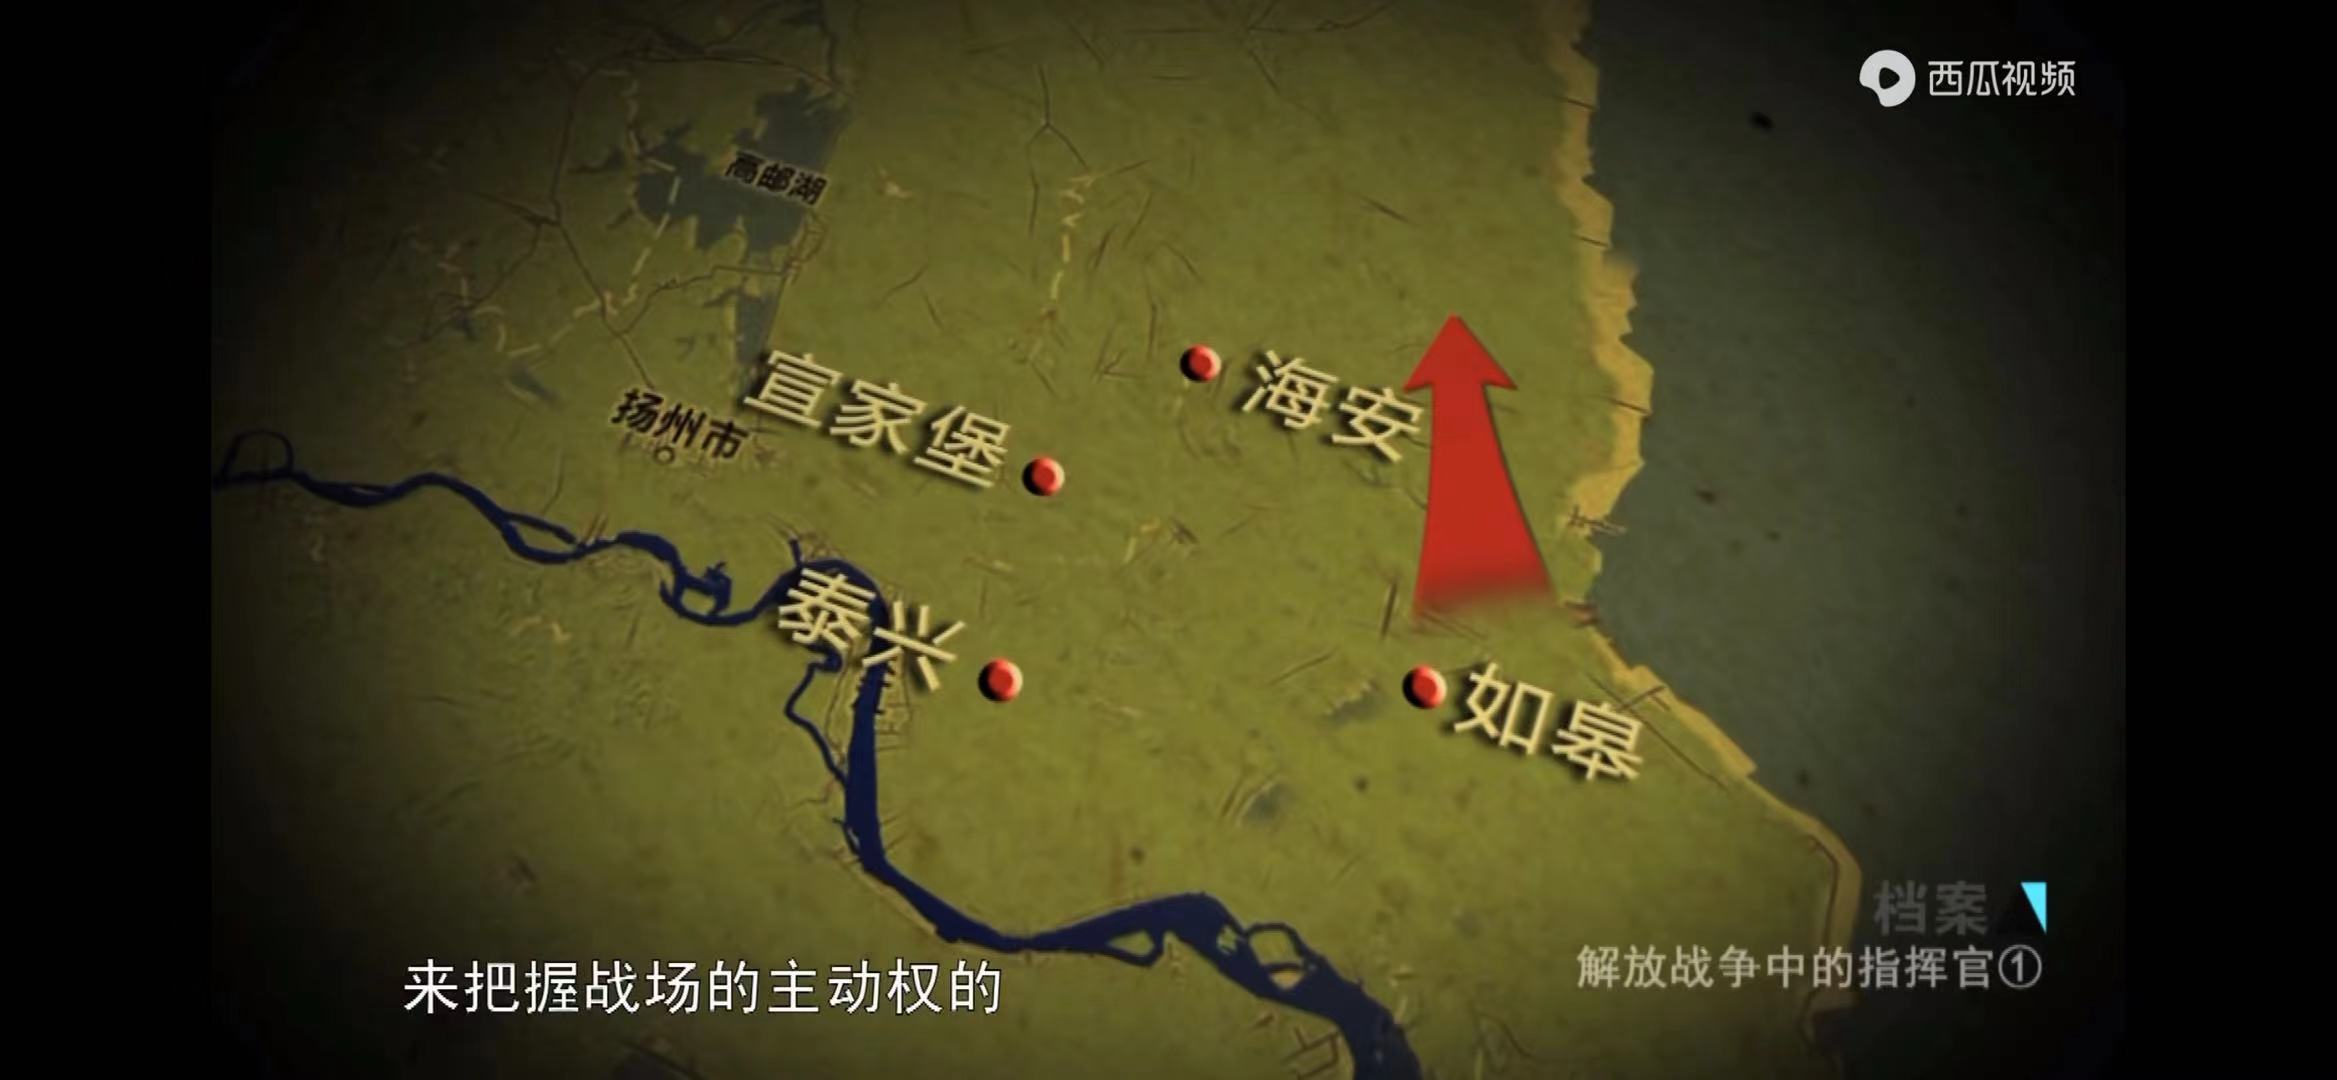 西瓜视频
高邮湖
宜家堡
海安
扬州市
泰兴
如皋
档案
解放战争中的指挥官①
来把握战场的主动权的